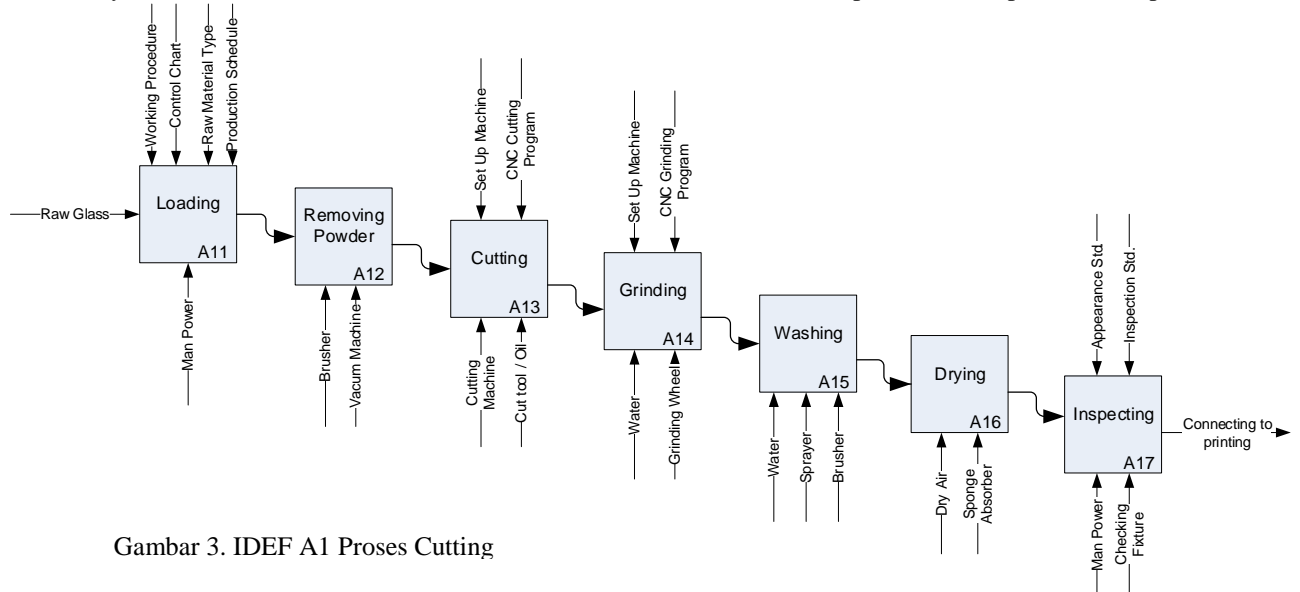 Working Procedure
Control Chart
Raw Material Type
Production Schedule
Raw Glass
Loading
A11
Man Power
Removing
Powder
A12
Brusher
Vacum Machine
Set Up Machine
CNC Cutting
Program
Cutting
A13
Cutting
Machine
Cut tool / Oil
Set Up Machine
CNC Grinding
Program
Grinding
A14
Water
Grinding Wheel
Washing
A15
Water
Sprayer
Brusher
Drying
A16
Dry Air
Sponge
Absorber
Appearance Std.
Inspection Std.
Inspecting
A17
Man Power
Checking
Fixture
Connecting to
printing
Gambar 3. IDEF A1 Proses Cutting